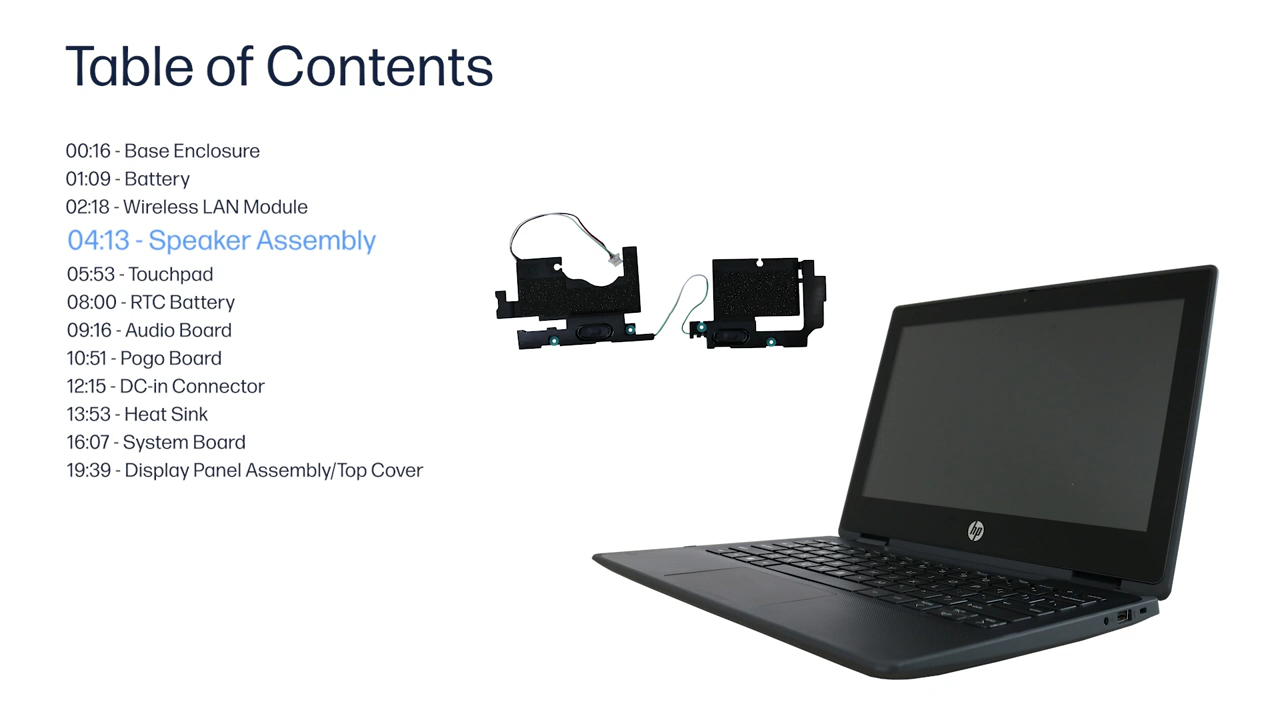 Table of Contents
00:16 - Base Enclosure
01:09 - Battery
02:18 - Wireless LAN Module
04:13 - Speaker Assembly
05:53 - Touchpad
08:00 - RTC Battery
09:16 - Audio Board
10:51 - Pogo Board
12:15 - DC-in Connector
13:53 - Heat Sink
16:07 - System Board
19:39 - Display Panel Assembly/Top Cover
hp